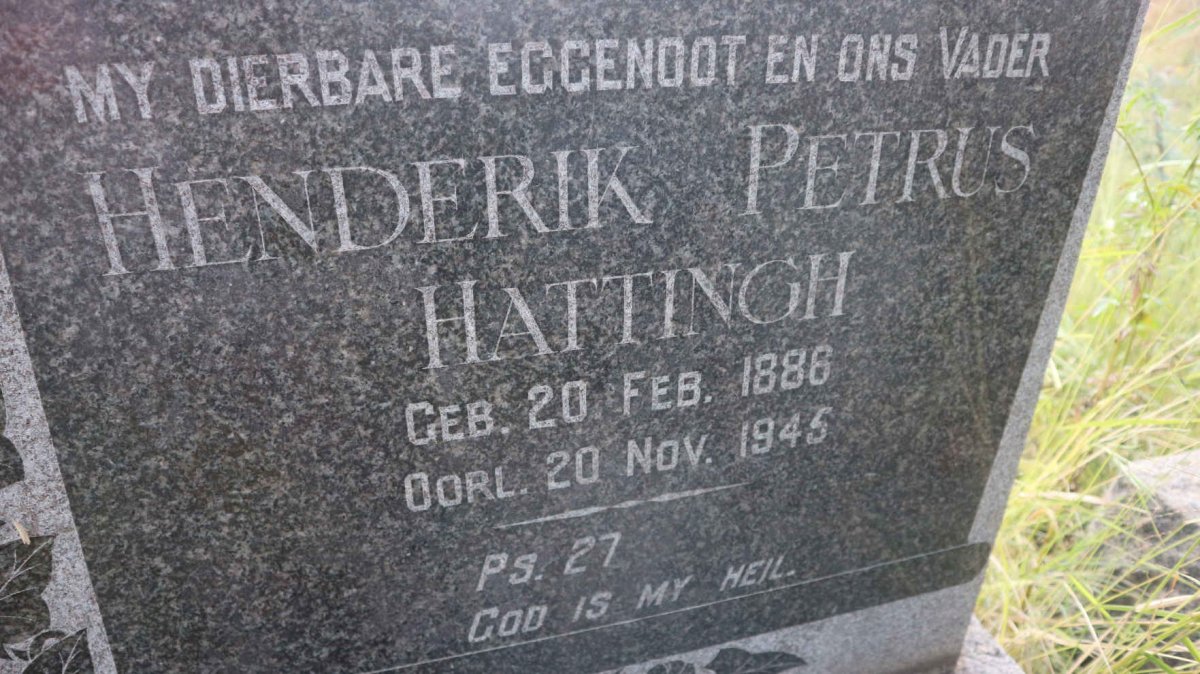 MY DIERBARE EGGENOOT EN ONS VADER
HENDERIK PETRUS
HATTINGH
GEB. 20 FEB. 1886
OORL. 20 NOV. 1945
PS. 27
GOD IS MY HEIL.